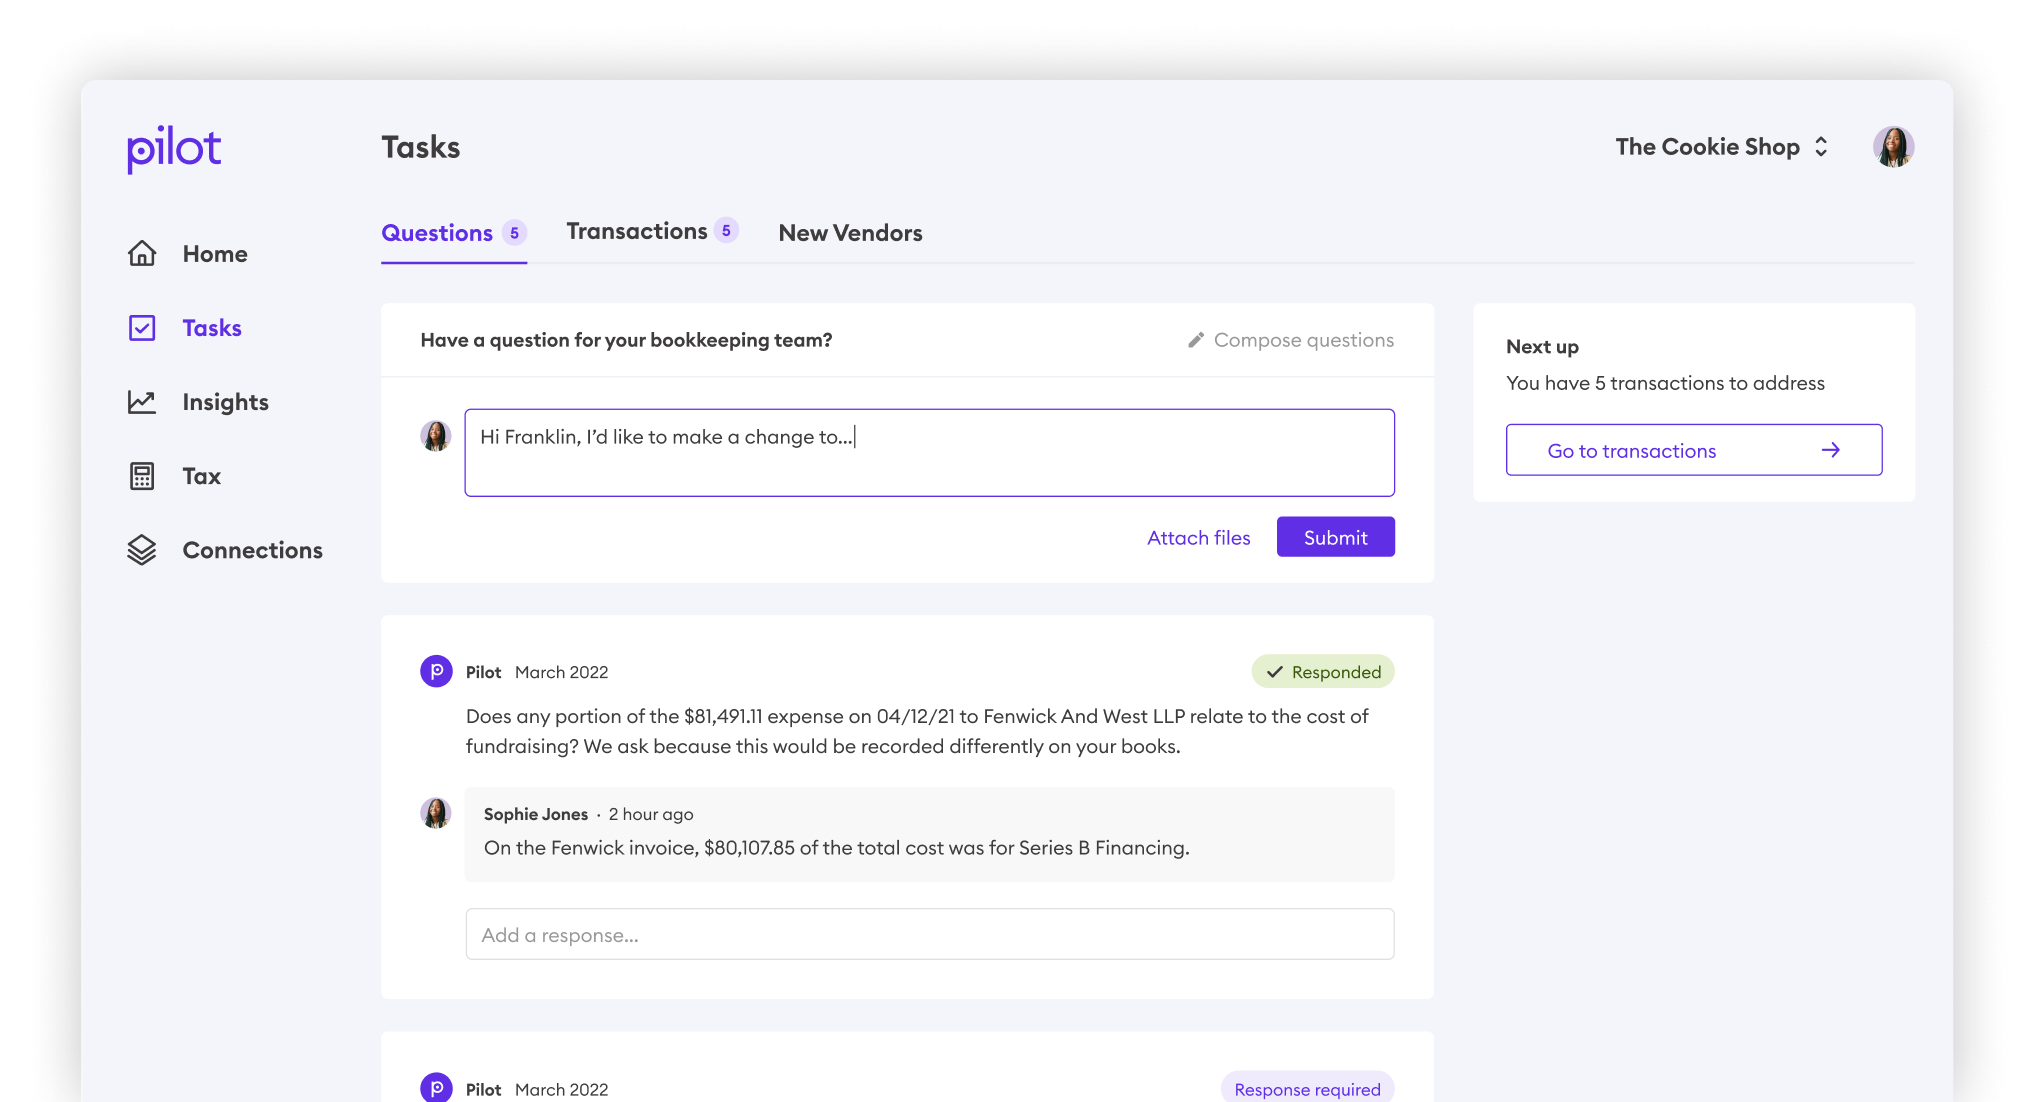 pilot
Tasks
The Cookie Shop
Home
Tasks
Insights
Tax
Connections
Questions 5
Transactions 5
New Vendors
Have a question for your bookkeeping team?
Compose questions
Hi Franklin, I’d like to make a change to...
Attach files
Submit
Next up
You have 5 transactions to address
Go to transactions
Pilot March 2022
Responded
Does any portion of the $81,491.11 expense on 04/12/21 to Fenwick And West LLP relate to the cost of
fundraising? We ask because this would be recorded differently on your books.
Sophie Jones · 2 hour ago
On the Fenwick invoice, $80,107.85 of the total cost was for Series B Financing.
Add a response...
Pilot March 2022
Response required